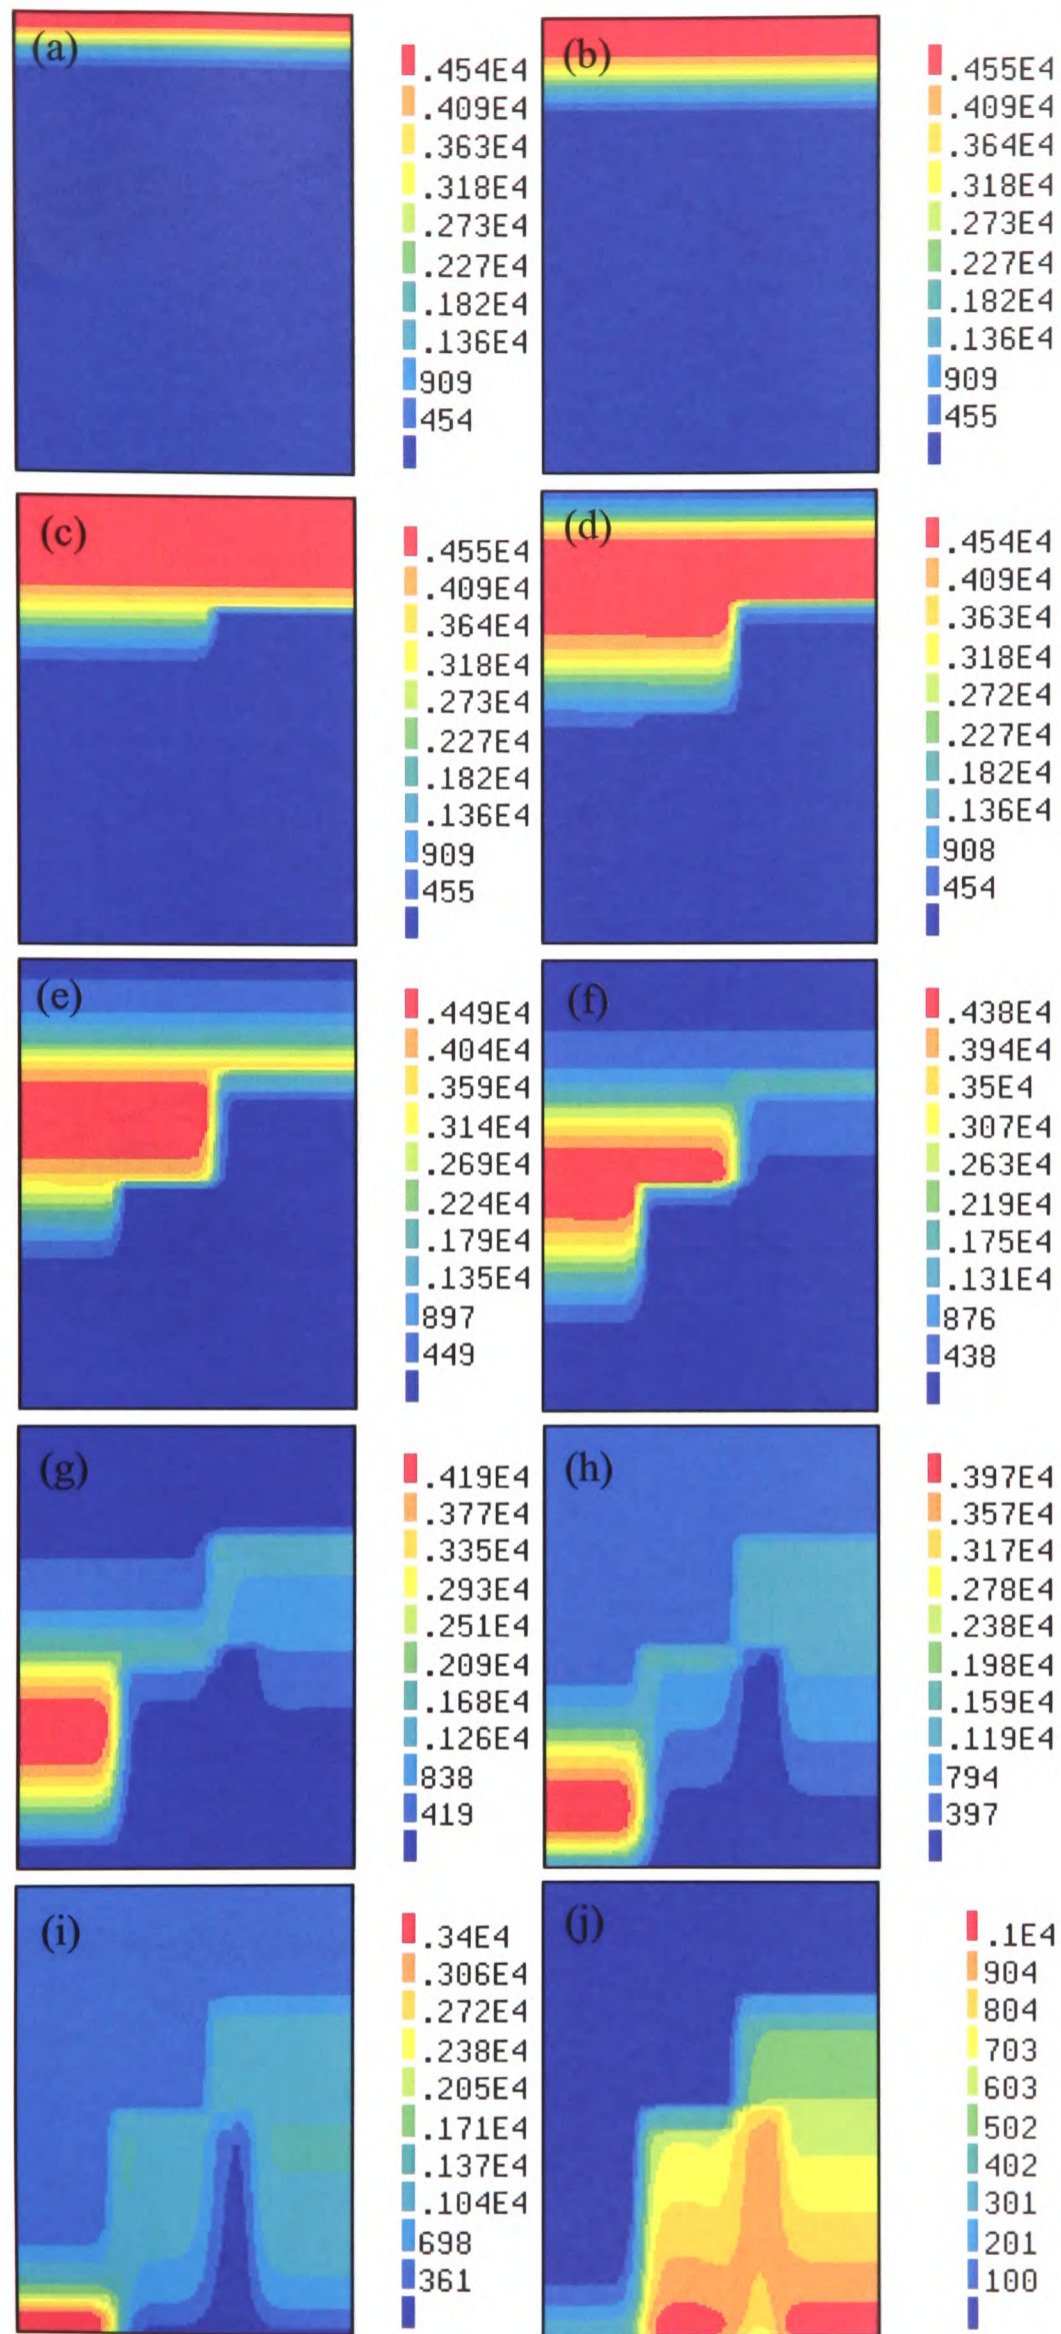 (a)
.454E4
.409E4
.363E4
.318E4
.273E4
.227E4
.182E4
.136E4
909
454
(b)
.455E4
.409E4
.364E4
.318E4
.273E4
.227E4
.182E4
.136E4
909
455
(c)
.455E4
.409E4
.364E4
.318E4
.273E4
.227E4
.182E4
.136E4
909
455
(d)
.454E4
.409E4
.363E4
.318E4
.272E4
.227E4
.182E4
.136E4
908
454
(e)
.449E4
.404E4
.359E4
.314E4
.269E4
.224E4
.179E4
.135E4
897
449
(f)
.438E4
.394E4
.35E4
.307E4
.263E4
.219E4
.175E4
.131E4
876
438
(g)
.419E4
.377E4
.335E4
.293E4
.251E4
.209E4
.168E4
.126E4
838
419
(h)
.397E4
.357E4
.317E4
.278E4
.238E4
.198E4
.159E4
.119E4
794
397
(i)
.34E4
.306E4
.272E4
.238E4
.205E4
.171E4
.137E4
.104E4
698
361
(j)
.1E4
904
804
703
603
502
402
301
201
100